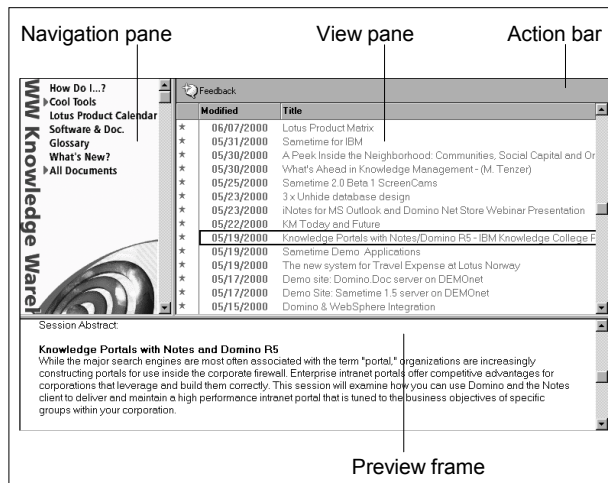 Navigation pane
View pane
Action bar
WW Knowledge Wareh
How Do I...?
Cool Tools
Lotus Product Calendar
Software & Doc.
Glossary
What's New?
All Documents
Feedback
Modified Title
06/07/2000 Lotus Product Matrix
05/31/2000 Sametime for IBM
05/30/2000 A Peek Inside the Neighborhood: Communities, Social Capital and Or
05/30/2000 What's Ahead in Knowledge Management - (M. Tenzer)
05/25/2000 Sametime 2.0 Beta 1 ScreenCams
05/23/2000 3 x Unhide database design
05/23/2000 iNotes for MS Outlook and Domino Net Store Webinar Presentation
05/22/2000 KM Today and Future
05/19/2000 Knowledge Portals with Notes/Domino R5 - IBM Knowledge College F
05/19/2000 Sametime Demo Applications
05/19/2000 The new system for Travel Expense at Lotus Norway
05/17/2000 Demo site: Domino.Doc server on DEMOnet
05/17/2000 Demo Site: Sametime 1.5 server on DEMOnet
05/15/2000 Domino & WebSphere Integration
Session Abstract:
Knowledge Portals with Notes and Domino R5
While the major search engines are most often associated with the term "portal," organizations are increasingly
constructing portals for use inside the corporate firewall. Enterprise intranet portals offer competitive advantages for
corporations that leverage and build them correctly. This session will examine how you can use Domino and the Notes
client to deliver and maintain a high performance intranet portal that is tuned to the business objectives of specific
groups within your corporation.
Preview frame